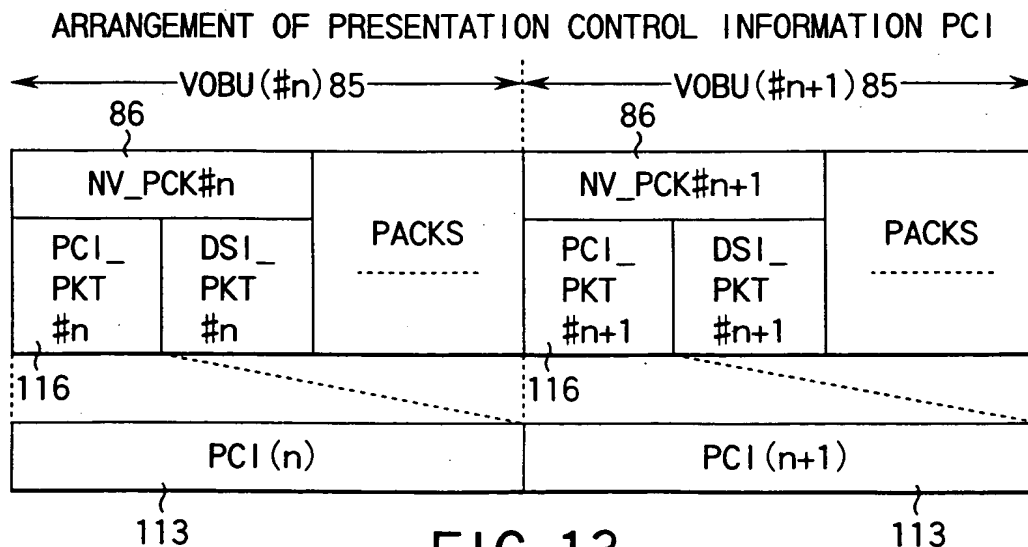 ARRANGEMENT OF PRESENTATION CONTROL INFORMATION PCI
VOBU(#n)85 VOBU(#n+1)85
86 86
NV_PCK#n NV_PCK#n+1
PCI_ DSI_ PACKS PCI_ DSI_ PACKS
PKT PKT PKT PKT
#n #n #n+1 #n+1
116 116
PCI(n) PCI(n+1)
113 113